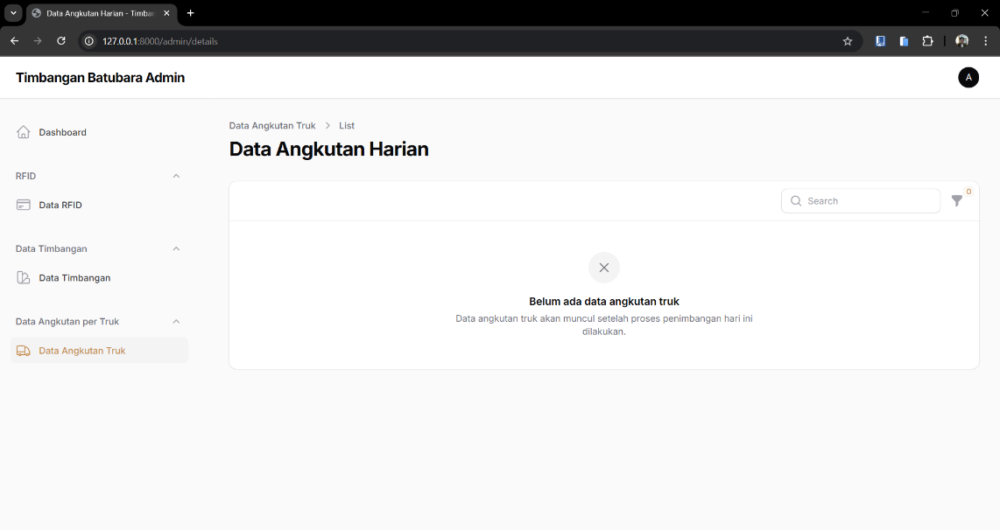 Data Angkutan Harian - Timban
127.0.0.1:8000/admin/details
Timbangan Batubara Admin
A
Dashboard
RFID
Data RFID
Data Timbangan
Data Timbangan
Data Angkutan per Truk
Data Angkutan Truk
Data Angkutan Truk > List
Data Angkutan Harian
Search
0
Belum ada data angkutan truk
Data angkutan truk akan muncul setelah proses penimbangan hari ini
dilakukan.